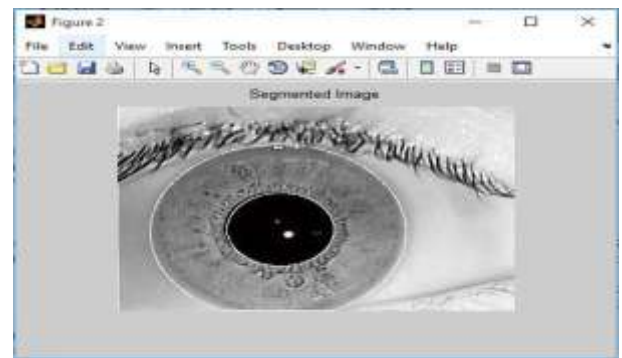 Figure 2
File Edit View Insert Tools Desktop Window Help
Segmented Image